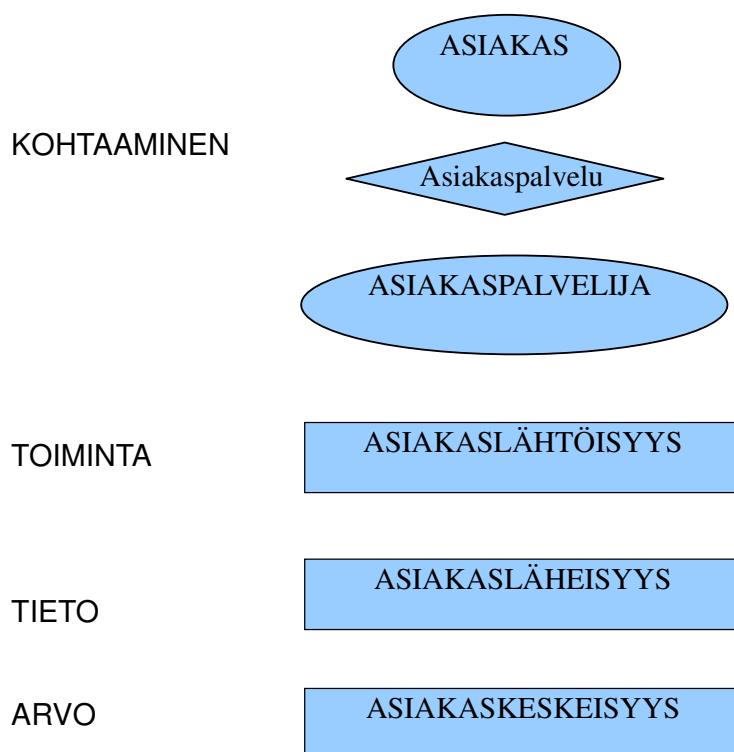 ASIAKAS
KOHTAAMINEN
Asiakaspalvelu
ASIAKASPALVELIJA
TOIMINTA
ASIAKASLÄHTÖISYYS
TIETO
ASIAKASLÄHEISYYS
ARVO
ASIAKASKESKEISYYS